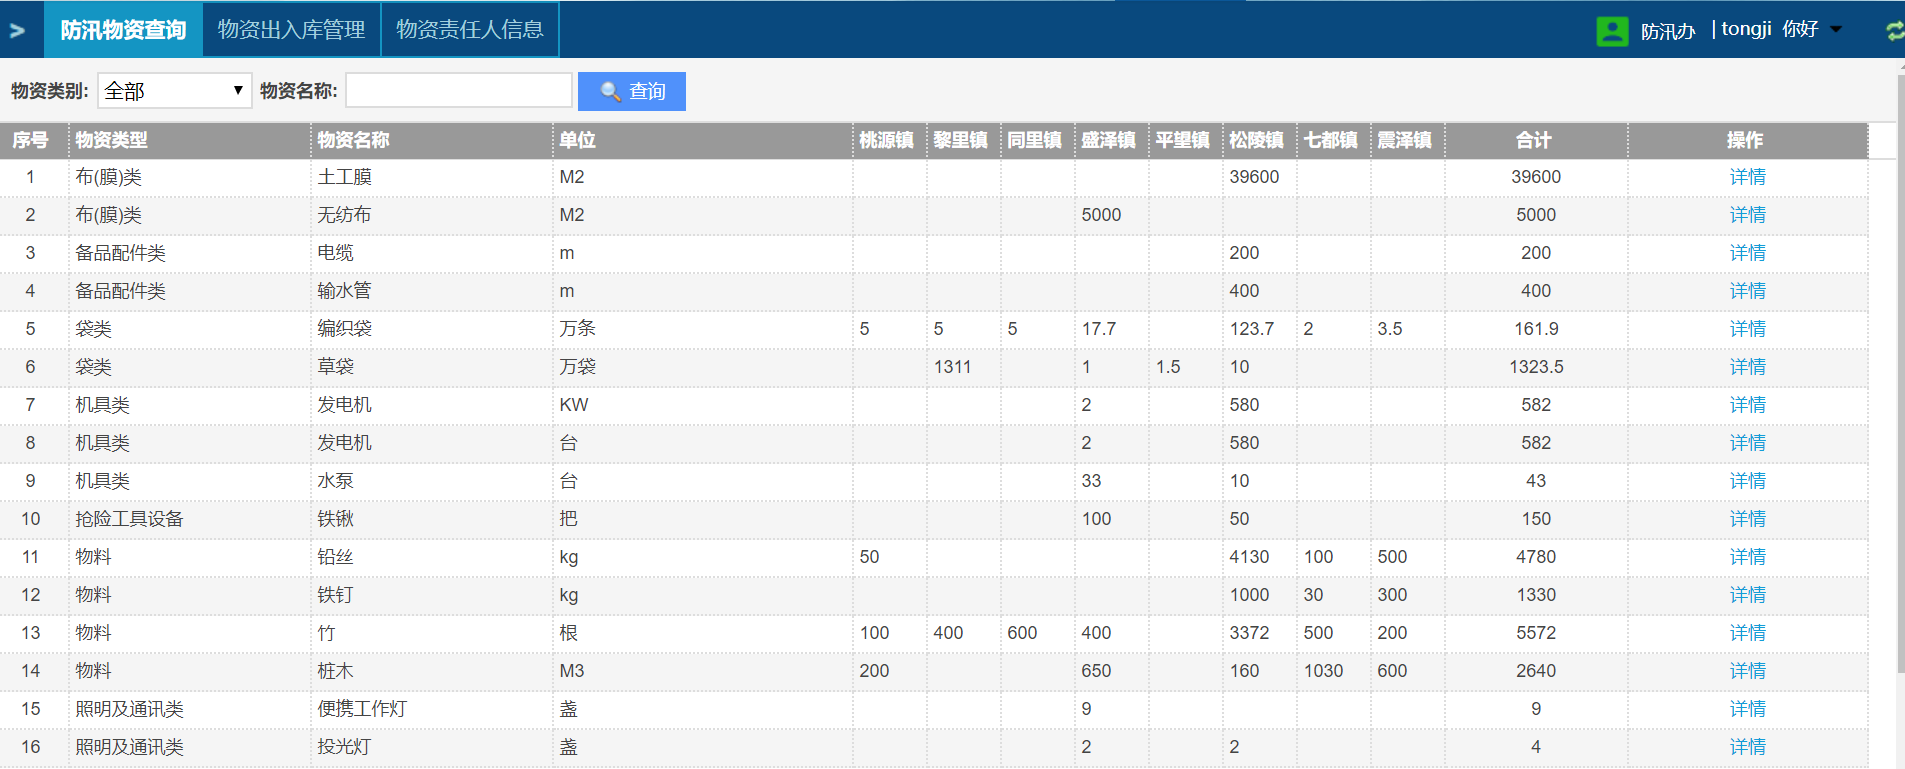 > 防汛物资查询 物资出入库管理 物资责任人信息 防汛办 | tongji 你好
物资类别: 全部 物资名称: 查询
序号 物资类型 物资名称 单位 桃源镇 黎里镇 同里镇 盛泽镇 平望镇 松陵镇 七都镇 震泽镇 合计 操作
1 布(膜)类 土工膜 M2 39600 39600 详情
2 布(膜)类 无纺布 M2 5000 5000 详情
3 备品配件类 电缆 m 200 200 详情
4 备品配件类 输水管 m 400 400 详情
5 袋类 编织袋 万条 5 5 5 17.7 123.7 2 3.5 161.9 详情
6 袋类 草袋 万袋 1311 1 1.5 10 1323.5 详情
7 机具类 发电机 KW 2 580 582 详情
8 机具类 发电机 台 2 580 582 详情
9 机具类 水泵 台 33 10 43 详情
10 抢险工具设备 铁锹 把 100 50 150 详情
11 物料 铅丝 kg 50 4130 100 500 4780 详情
12 物料 铁钉 kg 1000 30 300 1330 详情
13 物料 竹 根 100 400 600 400 3372 500 200 5572 详情
14 物料 桩木 M3 200 650 160 1030 600 2640 详情
15 照明及通讯类 便携工作灯 盏 9 9 详情
16 照明及通讯类 投光灯 盏 2 2 4 详情